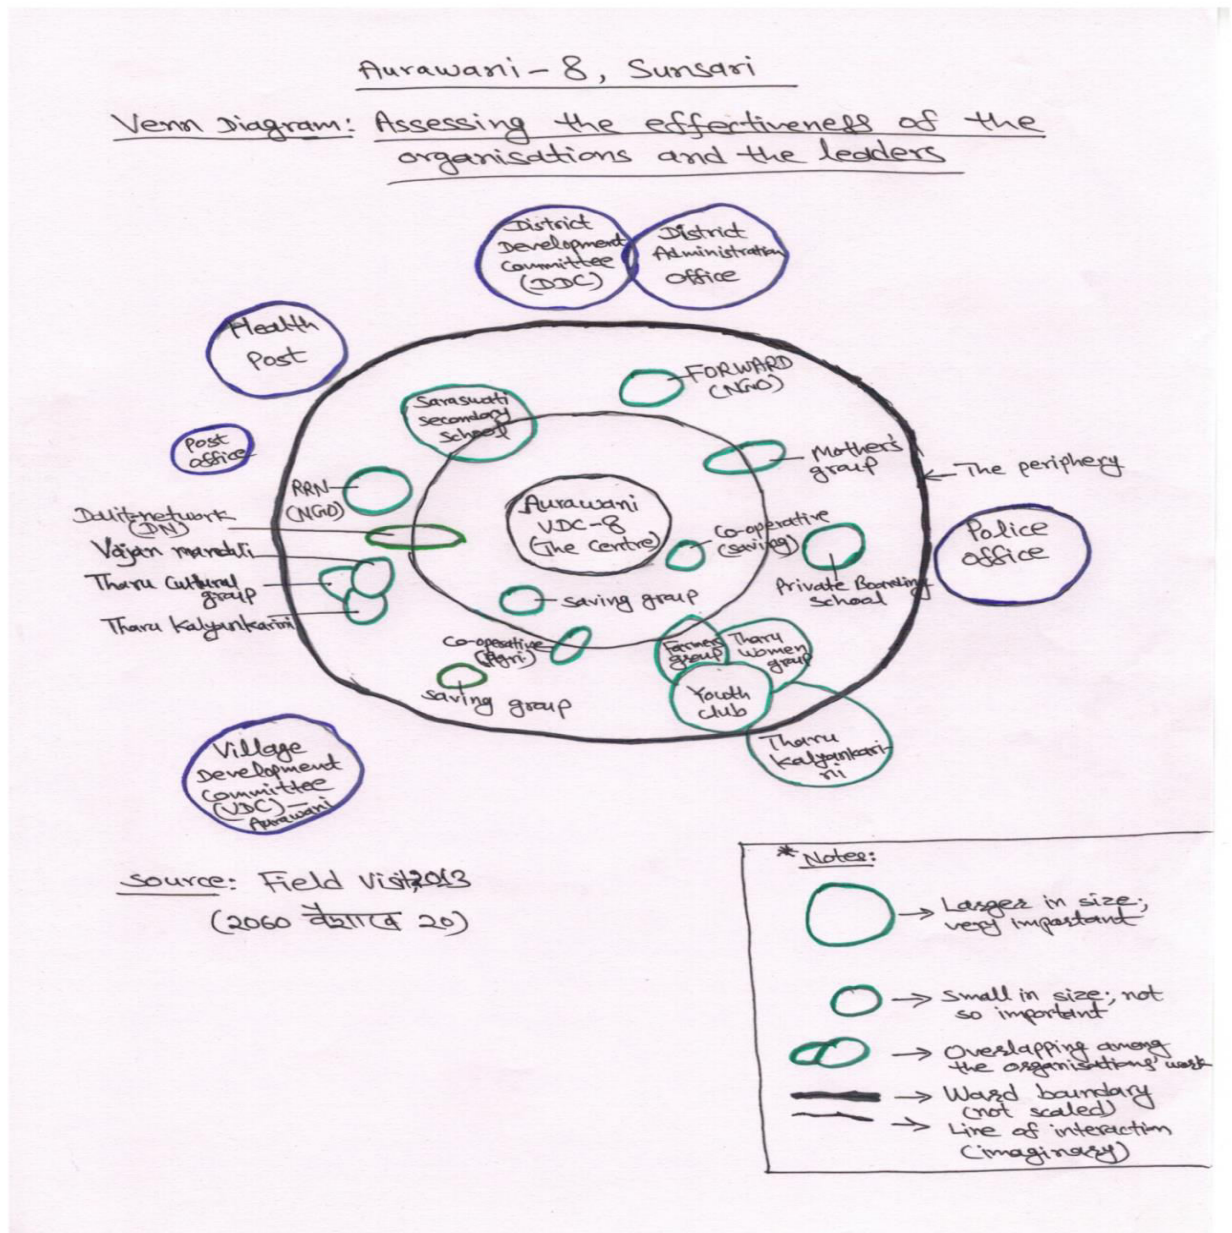 Aurawani - 8, Sunsari
Venn Diagram: Assessing the effectiveness of the
organisations and the leaders
District
Development
Committee
(DDC)
District
Administration
Office
Health
Post
Post
office
FORWARD
(NGO)
Saraswati
Secondary
School
Mother's
group
The periphery
RRN
(NGO)
Aurawani
VDC-8
(The Centre)
Co-operative
(saving)
Dalit network
(DN)
Police
office
Tharu Cultural
group
Private Boarding
school
Tharu Kalyankarini
saving group
Co-operative
(Agri.)
Farmers
group
Tharu
women
group
saving group
Youth
club
Tharu
Kalyankari-
ni
Village
Development
Committee
(VDC) -
Aurawani
Source: Field Visit, 2013
(2060 वैशाख 20)
* Notes:
Larger in size;
very important
Small in size; not
so important
Overlapping among
the organisations' work
Ward boundary
(not scaled)
Line of interaction
(imaginary)